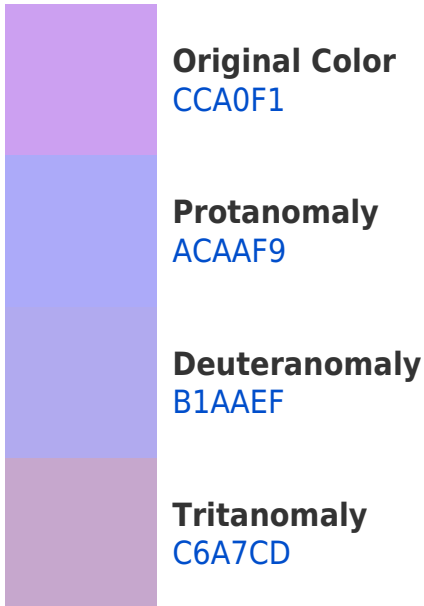 Original Color
CCA0F1
Protanomaly
ACAAF9
Deuteranomaly
B1AAEF
Tritanomaly
C6A7CD